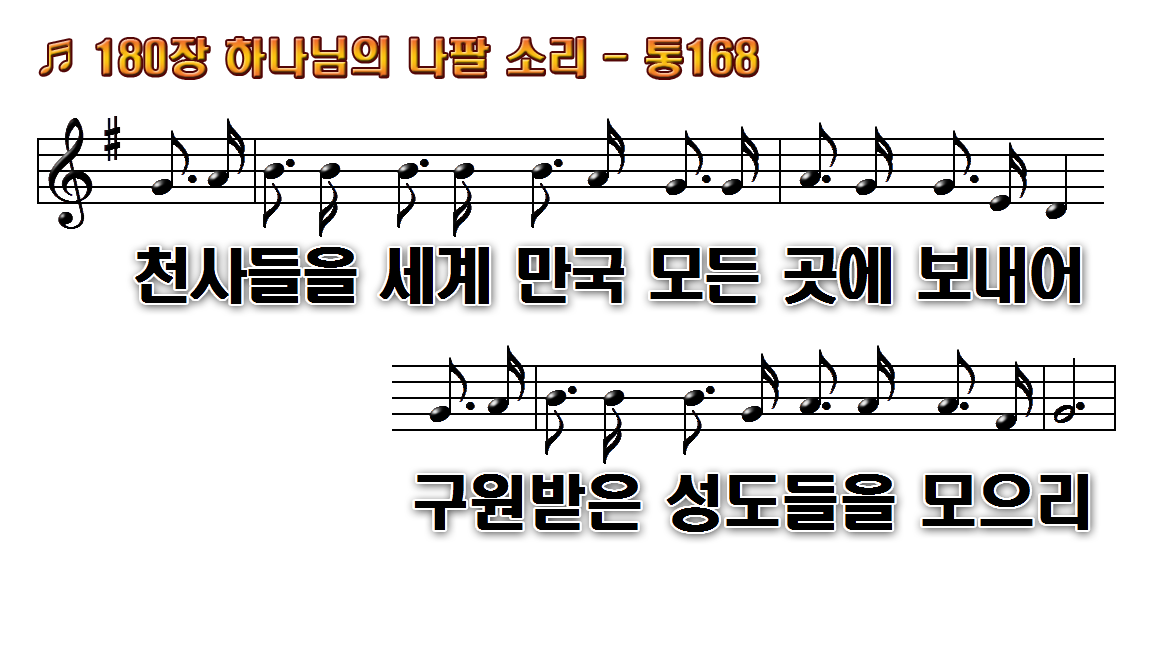 ♬ 180장 하나님의 나팔 소리 - 통168
천사들을 세계 만국 모든 곳에 보내어
구원받은 성도들을 모으리